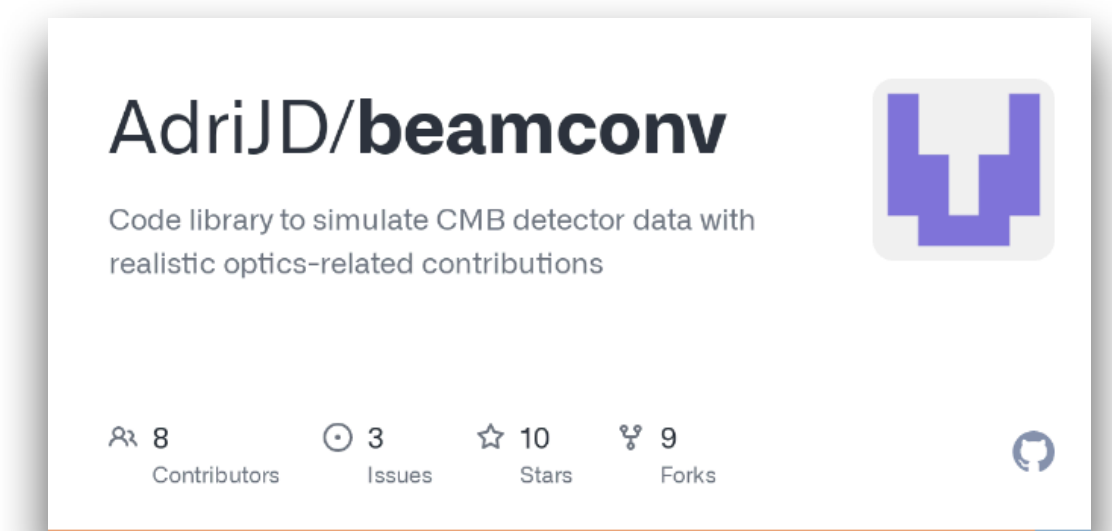 AdriJD/beamconv
Code library to simulate CMB detector data with
realistic optics-related contributions
8 3 10 9
Contributors Issues Stars Forks